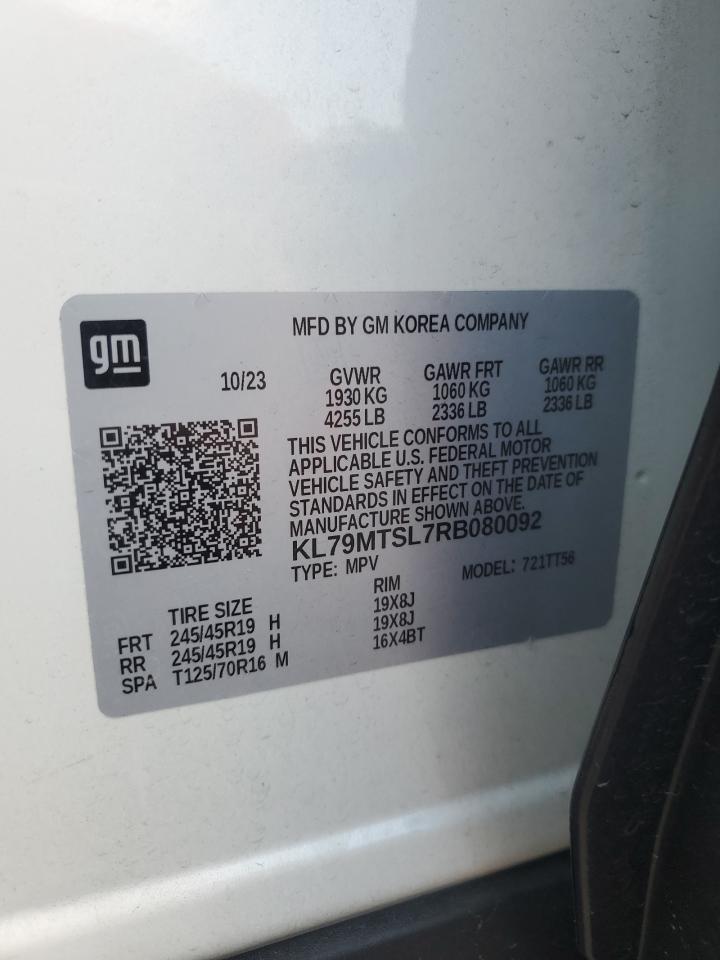 gm
MFD BY GM KOREA COMPANY
10/23
GVWR GAWR FRT GAWR RR
1930 KG 1060 KG 1060 KG
4255 LB 2336 LB 2336 LB
THIS VEHICLE CONFORMS TO ALL
APPLICABLE U.S. FEDERAL MOTOR
VEHICLE SAFETY AND THEFT PREVENTION
STANDARDS IN EFFECT ON THE DATE OF
MANUFACTURE SHOWN ABOVE.
KL79MTSL7RB080092
TYPE: MPV MODEL: 721TT56
TIRE SIZE RIM
FRT 245/45R19 H 19X8J
RR 245/45R19 H 19X8J
SPA T125/70R16 M 16X4BT